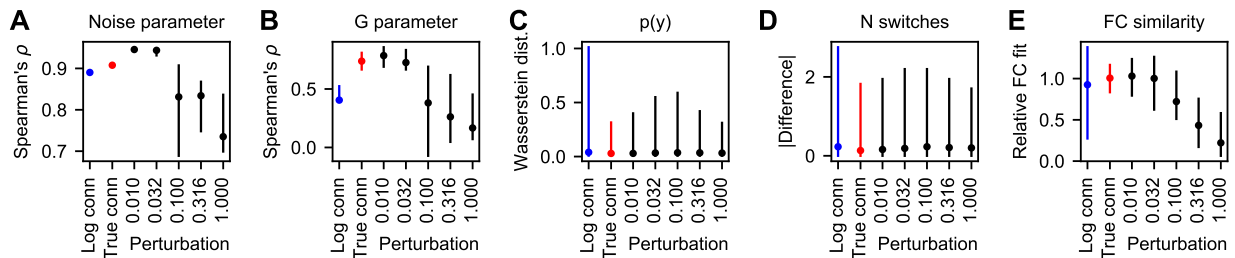 A
Noise parameter
Spearman's ρ
0.9
0.8
0.7
Log conn
True conn
0.010
0.032
0.100
0.316
1.000
Perturbation
B
G parameter
Spearman's ρ
0.5
0.0
Log conn
True conn
0.010
0.032
0.100
0.316
1.000
Perturbation
C
p(y)
Wasserstein dist.
1.0
0.5
0.0
Log conn
True conn
0.010
0.032
0.100
0.316
1.000
Perturbation
D
N switches
|Difference|
2
0
Log conn
True conn
0.010
0.032
0.100
0.316
1.000
Perturbation
E
FC similarity
Relative FC fit
1.0
0.5
0.0
Log conn
True conn
0.010
0.032
0.100
0.316
1.000
Perturbation